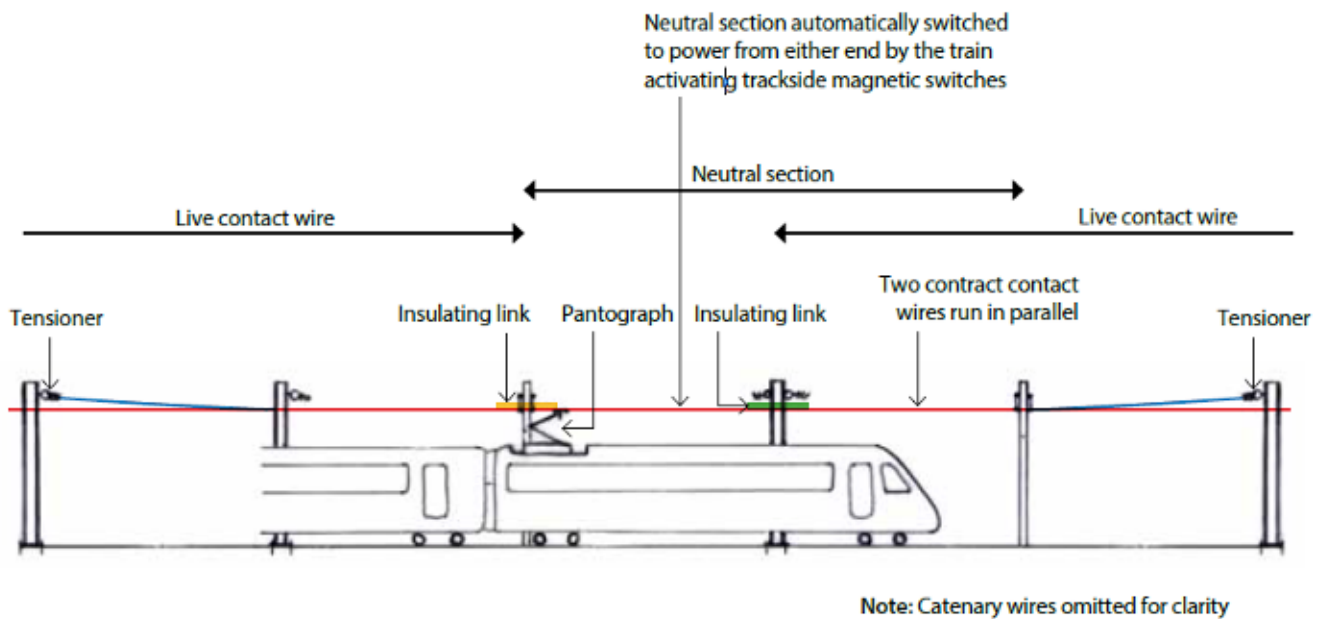 Neutral section automatically switched
to power from either end by the train
activating trackside magnetic switches
Neutral section
Live contact wire
Live contact wire
Tensioner
Insulating link
Pantograph
Insulating link
Two contract contact
wires run in parallel
Tensioner
Note: Catenary wires omitted for clarity